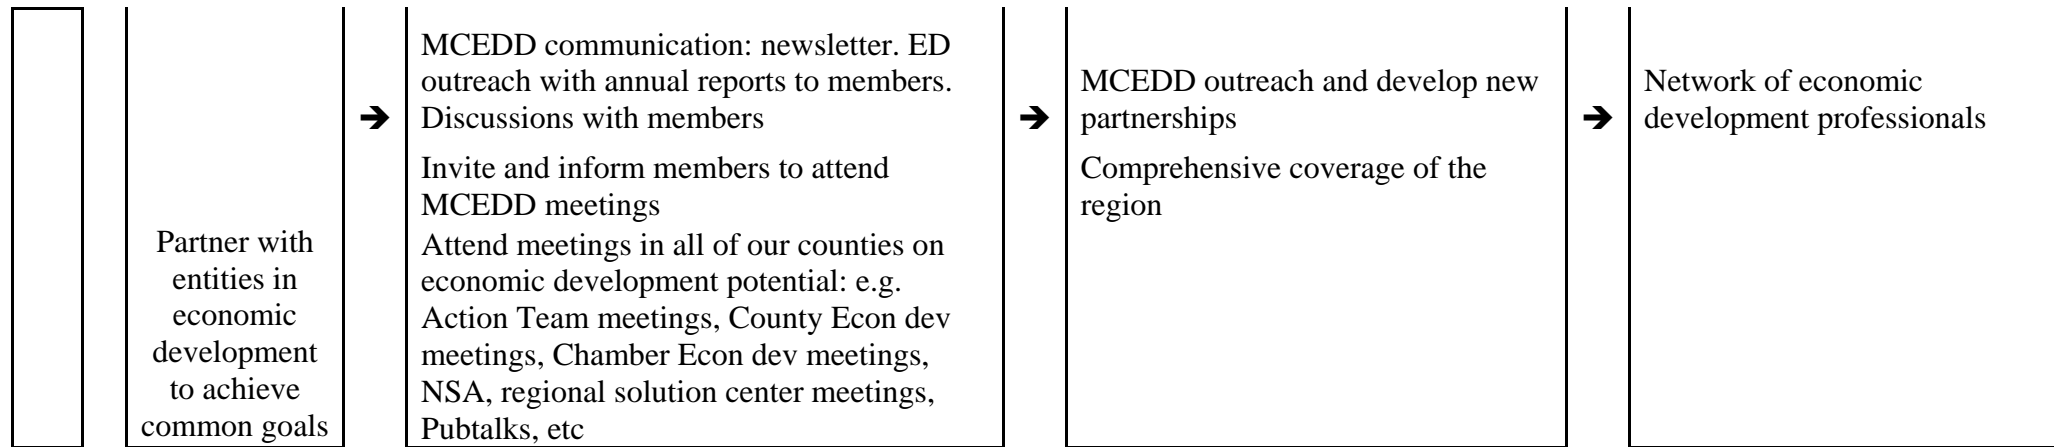 Partner with
entities in
economic
development
to achieve
common goals
➔
MCEDD communication: newsletter. ED
outreach with annual reports to members.
Discussions with members
Invite and inform members to attend
MCEDD meetings
Attend meetings in all of our counties on
economic development potential: e.g.
Action Team meetings, County Econ dev
meetings, Chamber Econ dev meetings,
NSA, regional solution center meetings,
Pubtalks, etc
➔
MCEDD outreach and develop new
partnerships
Comprehensive coverage of the
region
➔
Network of economic
development professionals